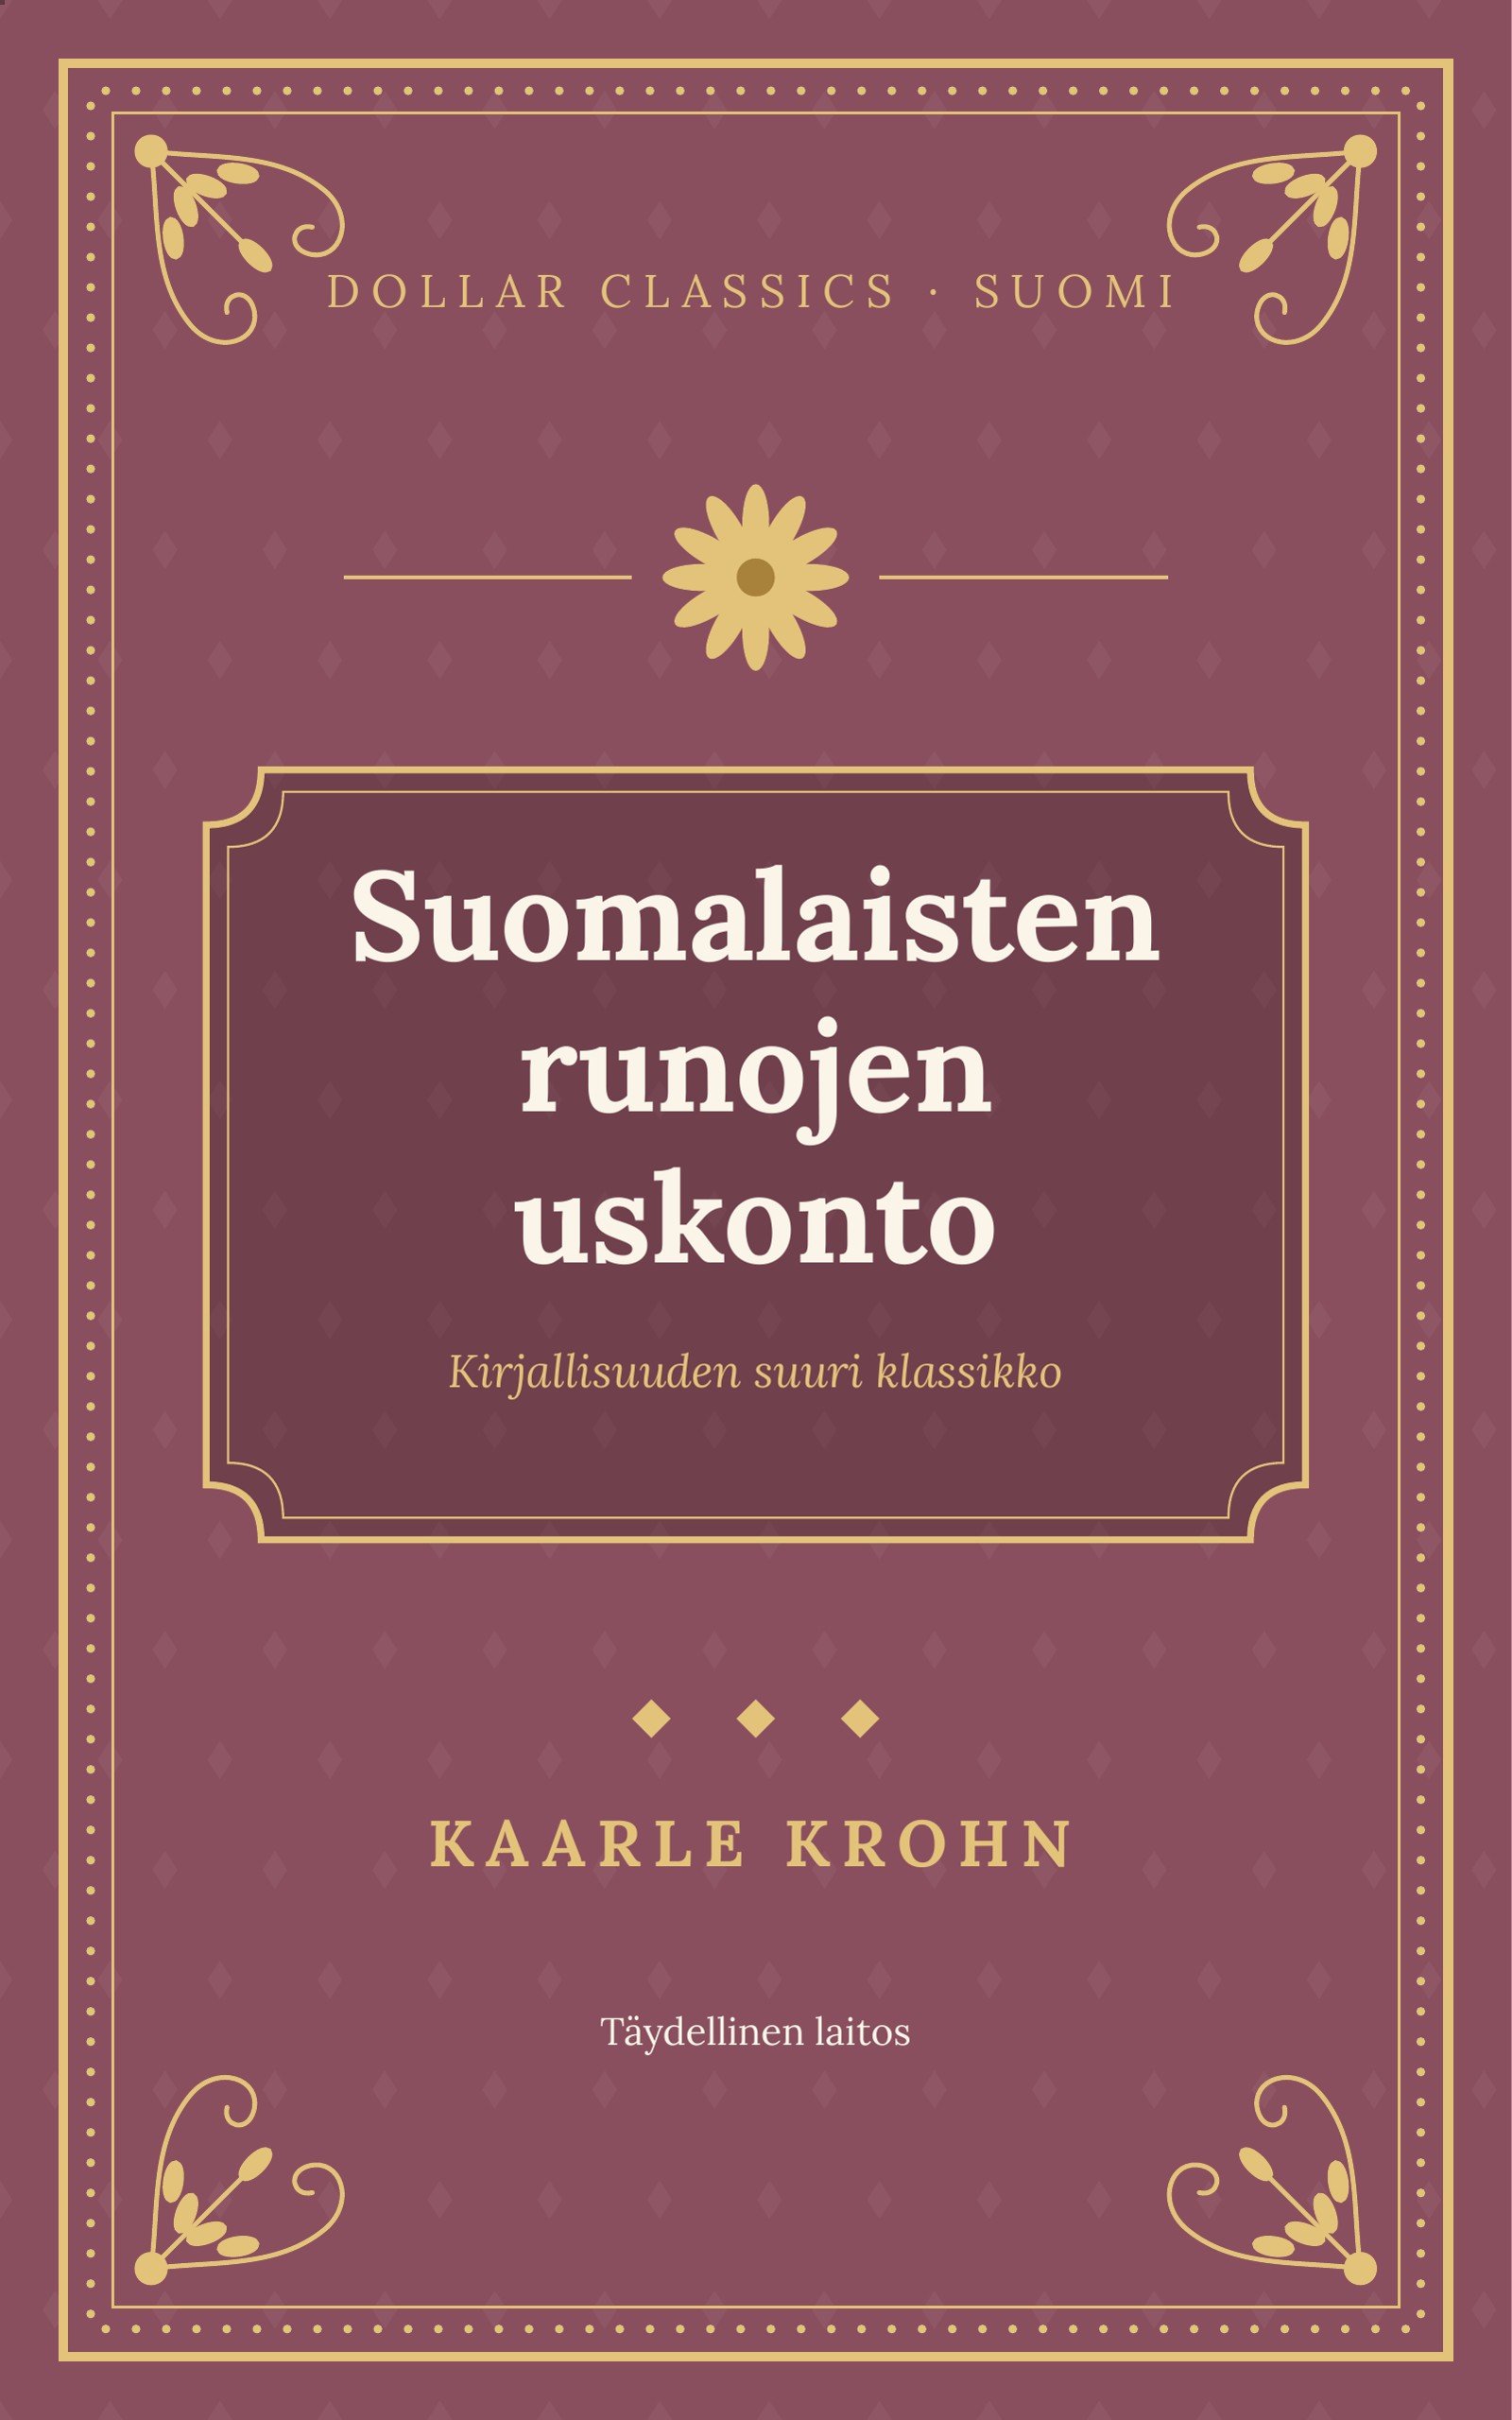 DOLLAR CLASSICS · SUOMI
Suomalaisten
runojen
uskonto
Kirjallisuuden suuri klassikko
KAARLE KROHN
Täydellinen laitos